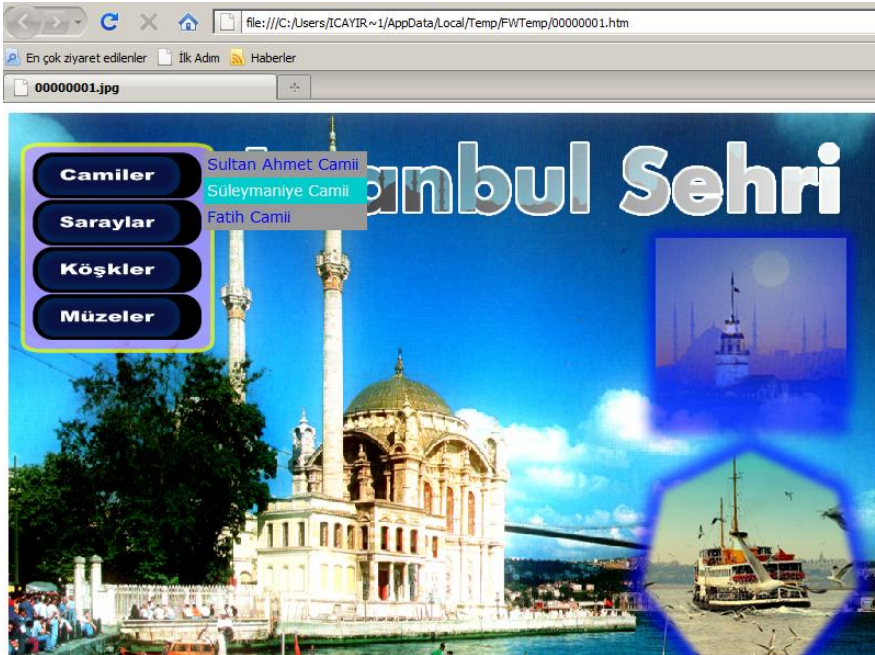 file:///C:/Users/ICAYIR~1/AppData/Local/Temp/FWTemp/00000001.htm
En çok ziyaret edilenler İlk Adım Haberler
00000001.jpg
anbul Sehri
Camiler
Sultan Ahmet Camii
Süleymaniye Camii
Fatih Camii
Saraylar
Köşkler
Müzeler